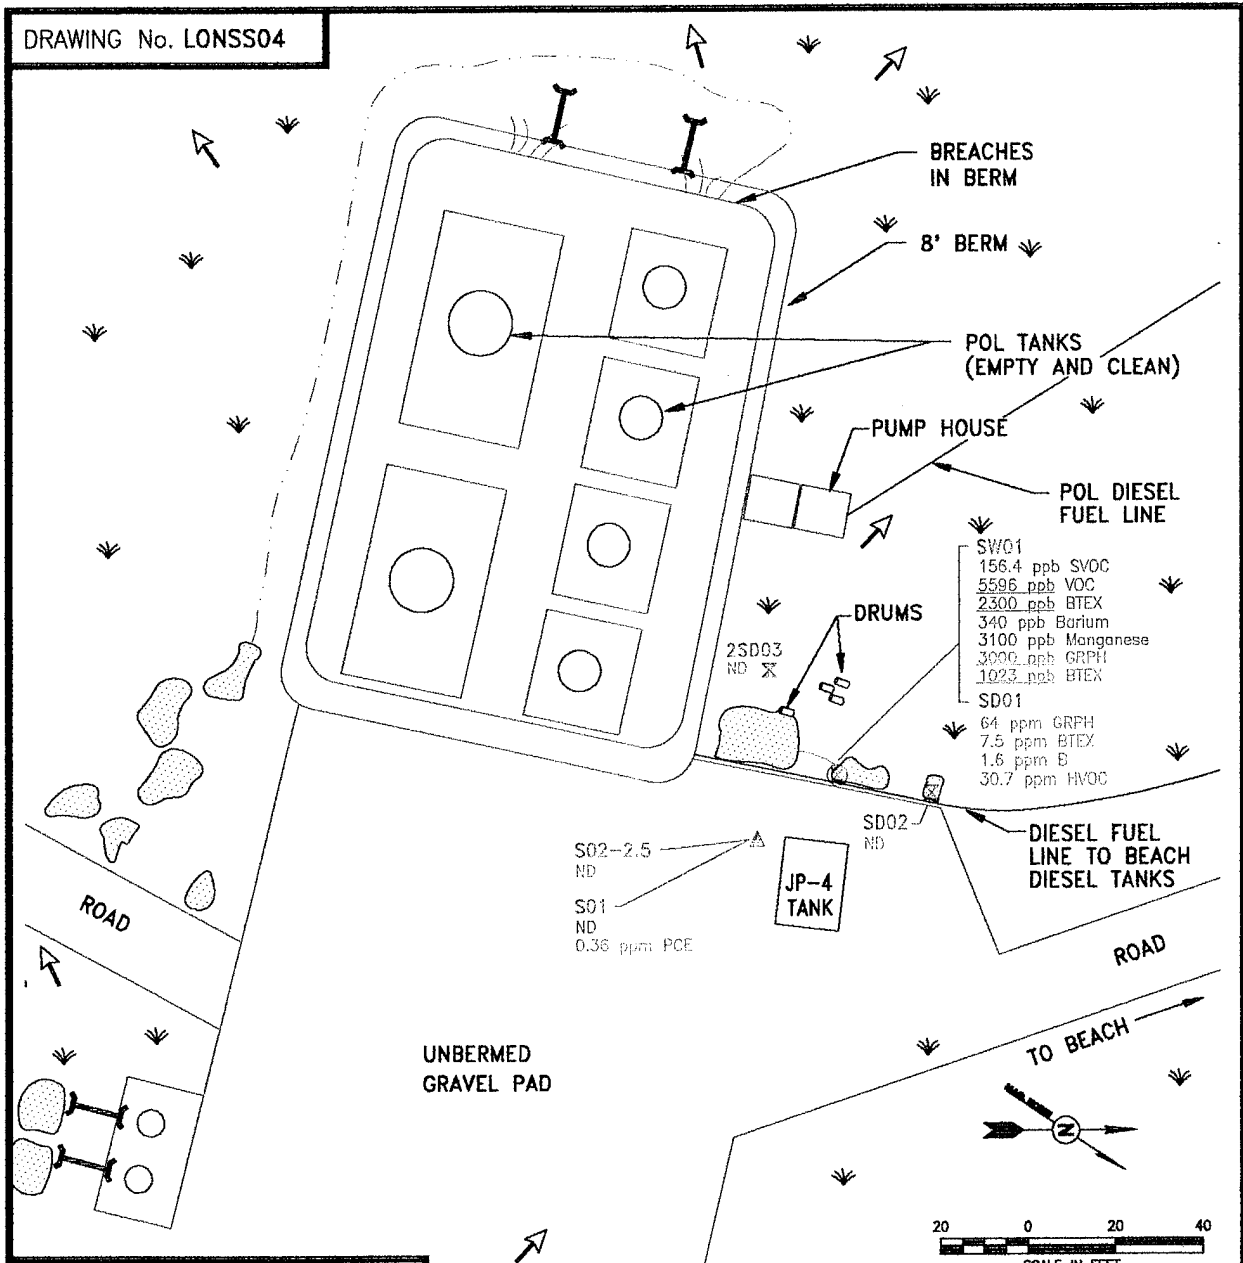 DRAWING No. LONSS04
BREACHES
IN BERM
8' BERM
POL TANKS
(EMPTY AND CLEAN)
PUMP HOUSE
POL DIESEL
FUEL LINE
SW01
156.4 ppb SVOC
5596 ppb VOC
2300 ppb BTEX
340 ppb Barium
3100 ppb Manganese
3000 ppb GRPH
1023 ppb BTEX
SD01
64 ppm GRPH
7.5 ppm BTEX
1.6 ppm B
30.7 ppm HVOC
DRUMS
2SD03
ND
SD02
ND
DIESEL FUEL
LINE TO BEACH
DIESEL TANKS
S02-2.5
ND
S01
ND
0.36 ppm PCE
JP-4
TANK
ROAD
ROAD
TO BEACH
UNBERMED
GRAVEL PAD
N
20 0 20 40
SCALE IN FEET